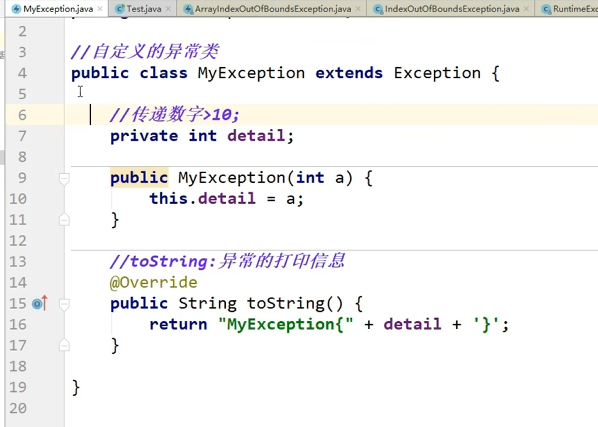 MyException.java × Test.java × ArrayIndexOutOfBoundsException.java × IndexOutOfBoundsException.java × RuntimeExc
2
3 //自定义的异常类
4 public class MyException extends Exception {
5
6 //传递数字>10;
7 private int detail;
8
9 public MyException(int a) {
10 this.detail = a;
11 }
12
13 //toString:异常的打印信息
14 @Override
15 public String toString() {
16 return "MyException{" + detail + '}';
17 }
18
19 }
20